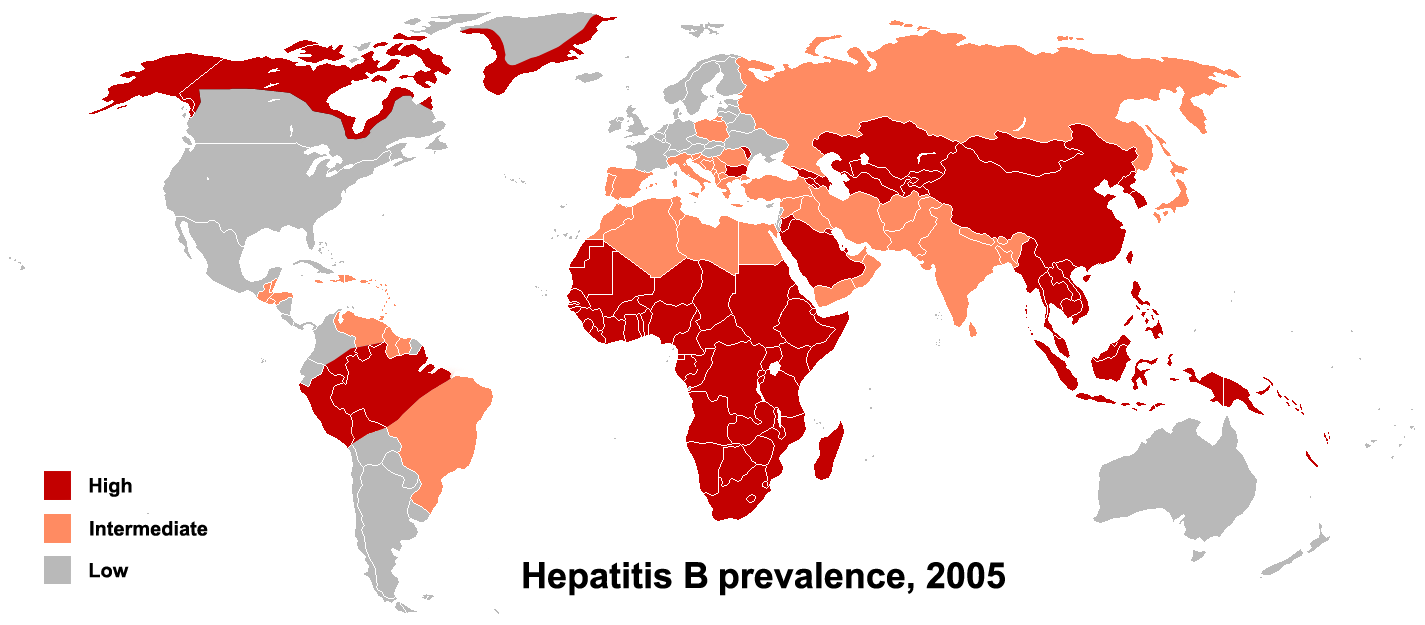 High
Intermediate
Low
Hepatitis B prevalence, 2005